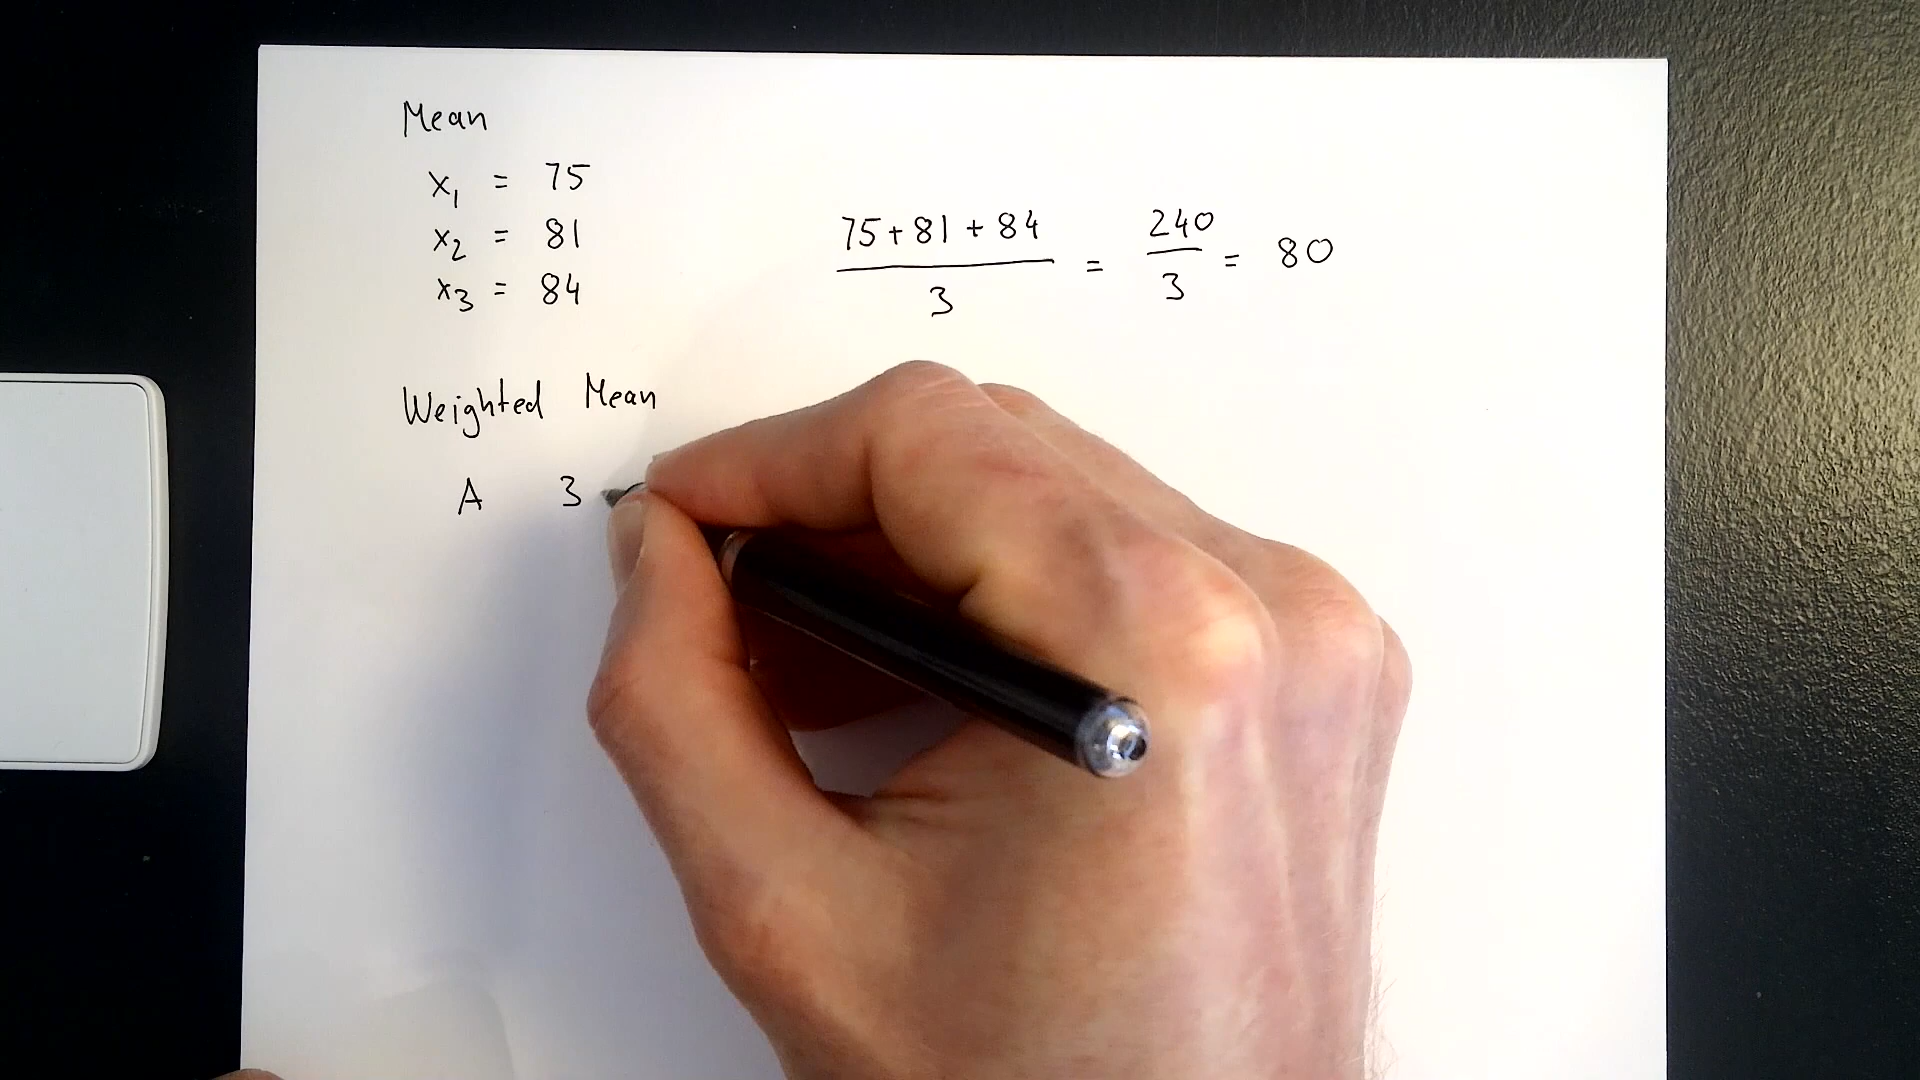 Mean
x₁ = 75
x₂ = 81
x₃ = 84
75 + 81 + 84
3
=
240
3
= 80
Weighted Mean
A 3